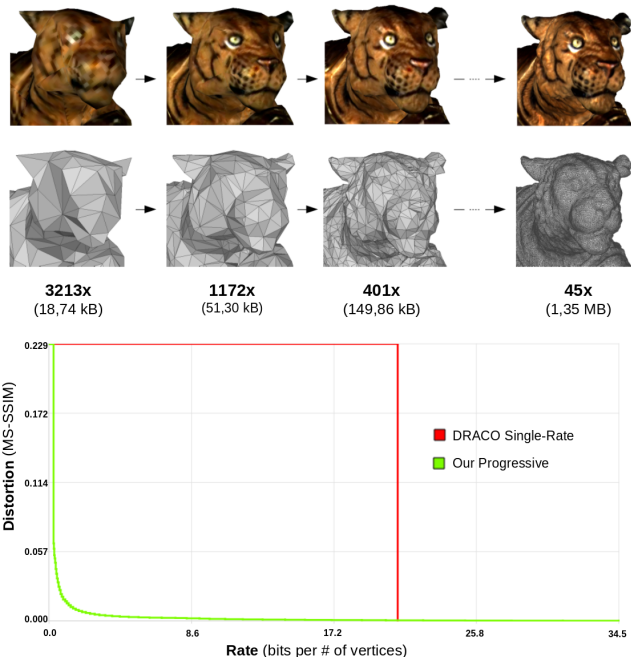 3213x
(18,74 kB)
1172x
(51,30 kB)
401x
(149,86 kB)
45x
(1,35 MB)
Distortion (MS-SSIM)
0.229
0.172
0.114
0.057
0.000
DRACO Single-Rate
Our Progressive
0.0
8.6
17.2
25.8
34.5
Rate (bits per # of vertices)